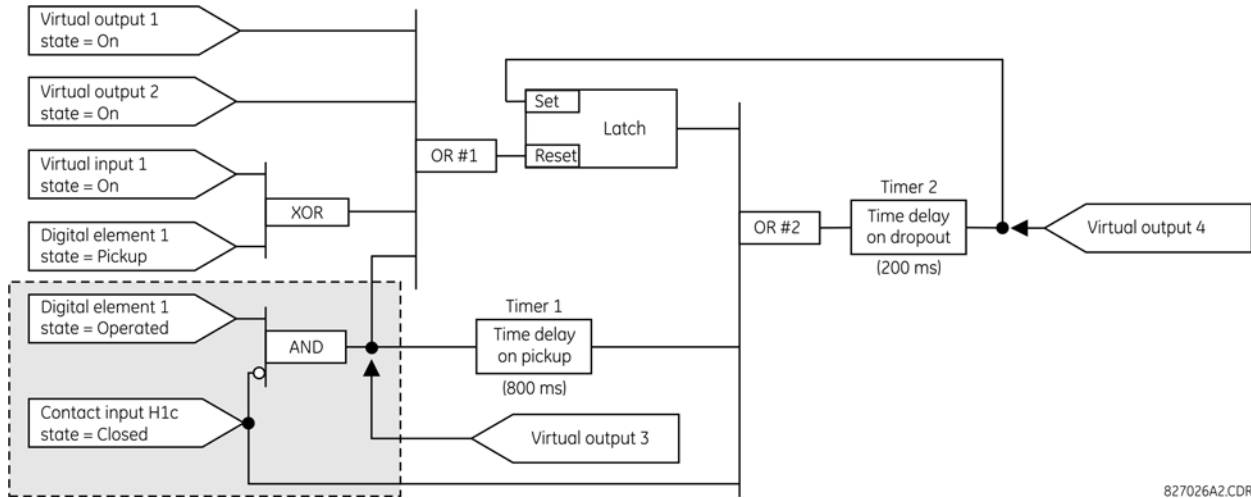 Virtual output 1
state = On
Virtual output 2
state = On
Virtual input 1
state = On
Digital element 1
state = Pickup
Digital element 1
state = Operated
Contact input H1c
state = Closed
XOR
AND
OR #1
Set
Reset
Latch
Timer 1
Time delay
on pickup
(800 ms)
Virtual output 3
OR #2
Timer 2
Time delay
on dropout
(200 ms)
Virtual output 4
827026A2.CDR